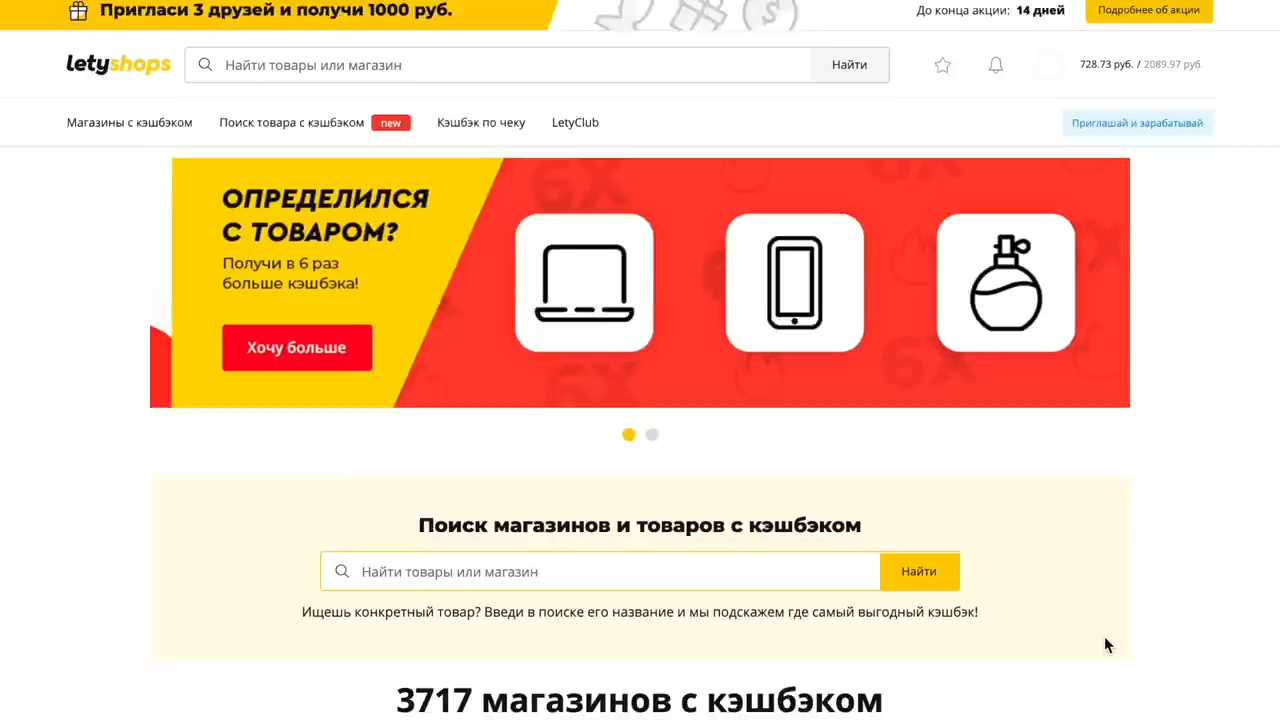 Пригласи 3 друзей и получи 1000 руб.
До конца акции: 14 дней
Подробнее об акции
letyshops
Найти товары или магазин
Найти
728.73 руб. / 2089.97 руб.
Магазины с кэшбэком
Поиск товара с кэшбэком new
Кэшбэк по чеку
LetyClub
Приглашай и зарабатывай
ОПРЕДЕЛИЛСЯ
С ТОВАРОМ?
Получи в 6 раз
больше кэшбэка!
Хочу больше
6X
6X
6X
Поиск магазинов и товаров с кэшбэком
Найти товары или магазин
Найти
Ищешь конкретный товар? Введи в поиске его название и мы подскажем где самый выгодный кэшбэк!
3717 магазинов с кэшбэком